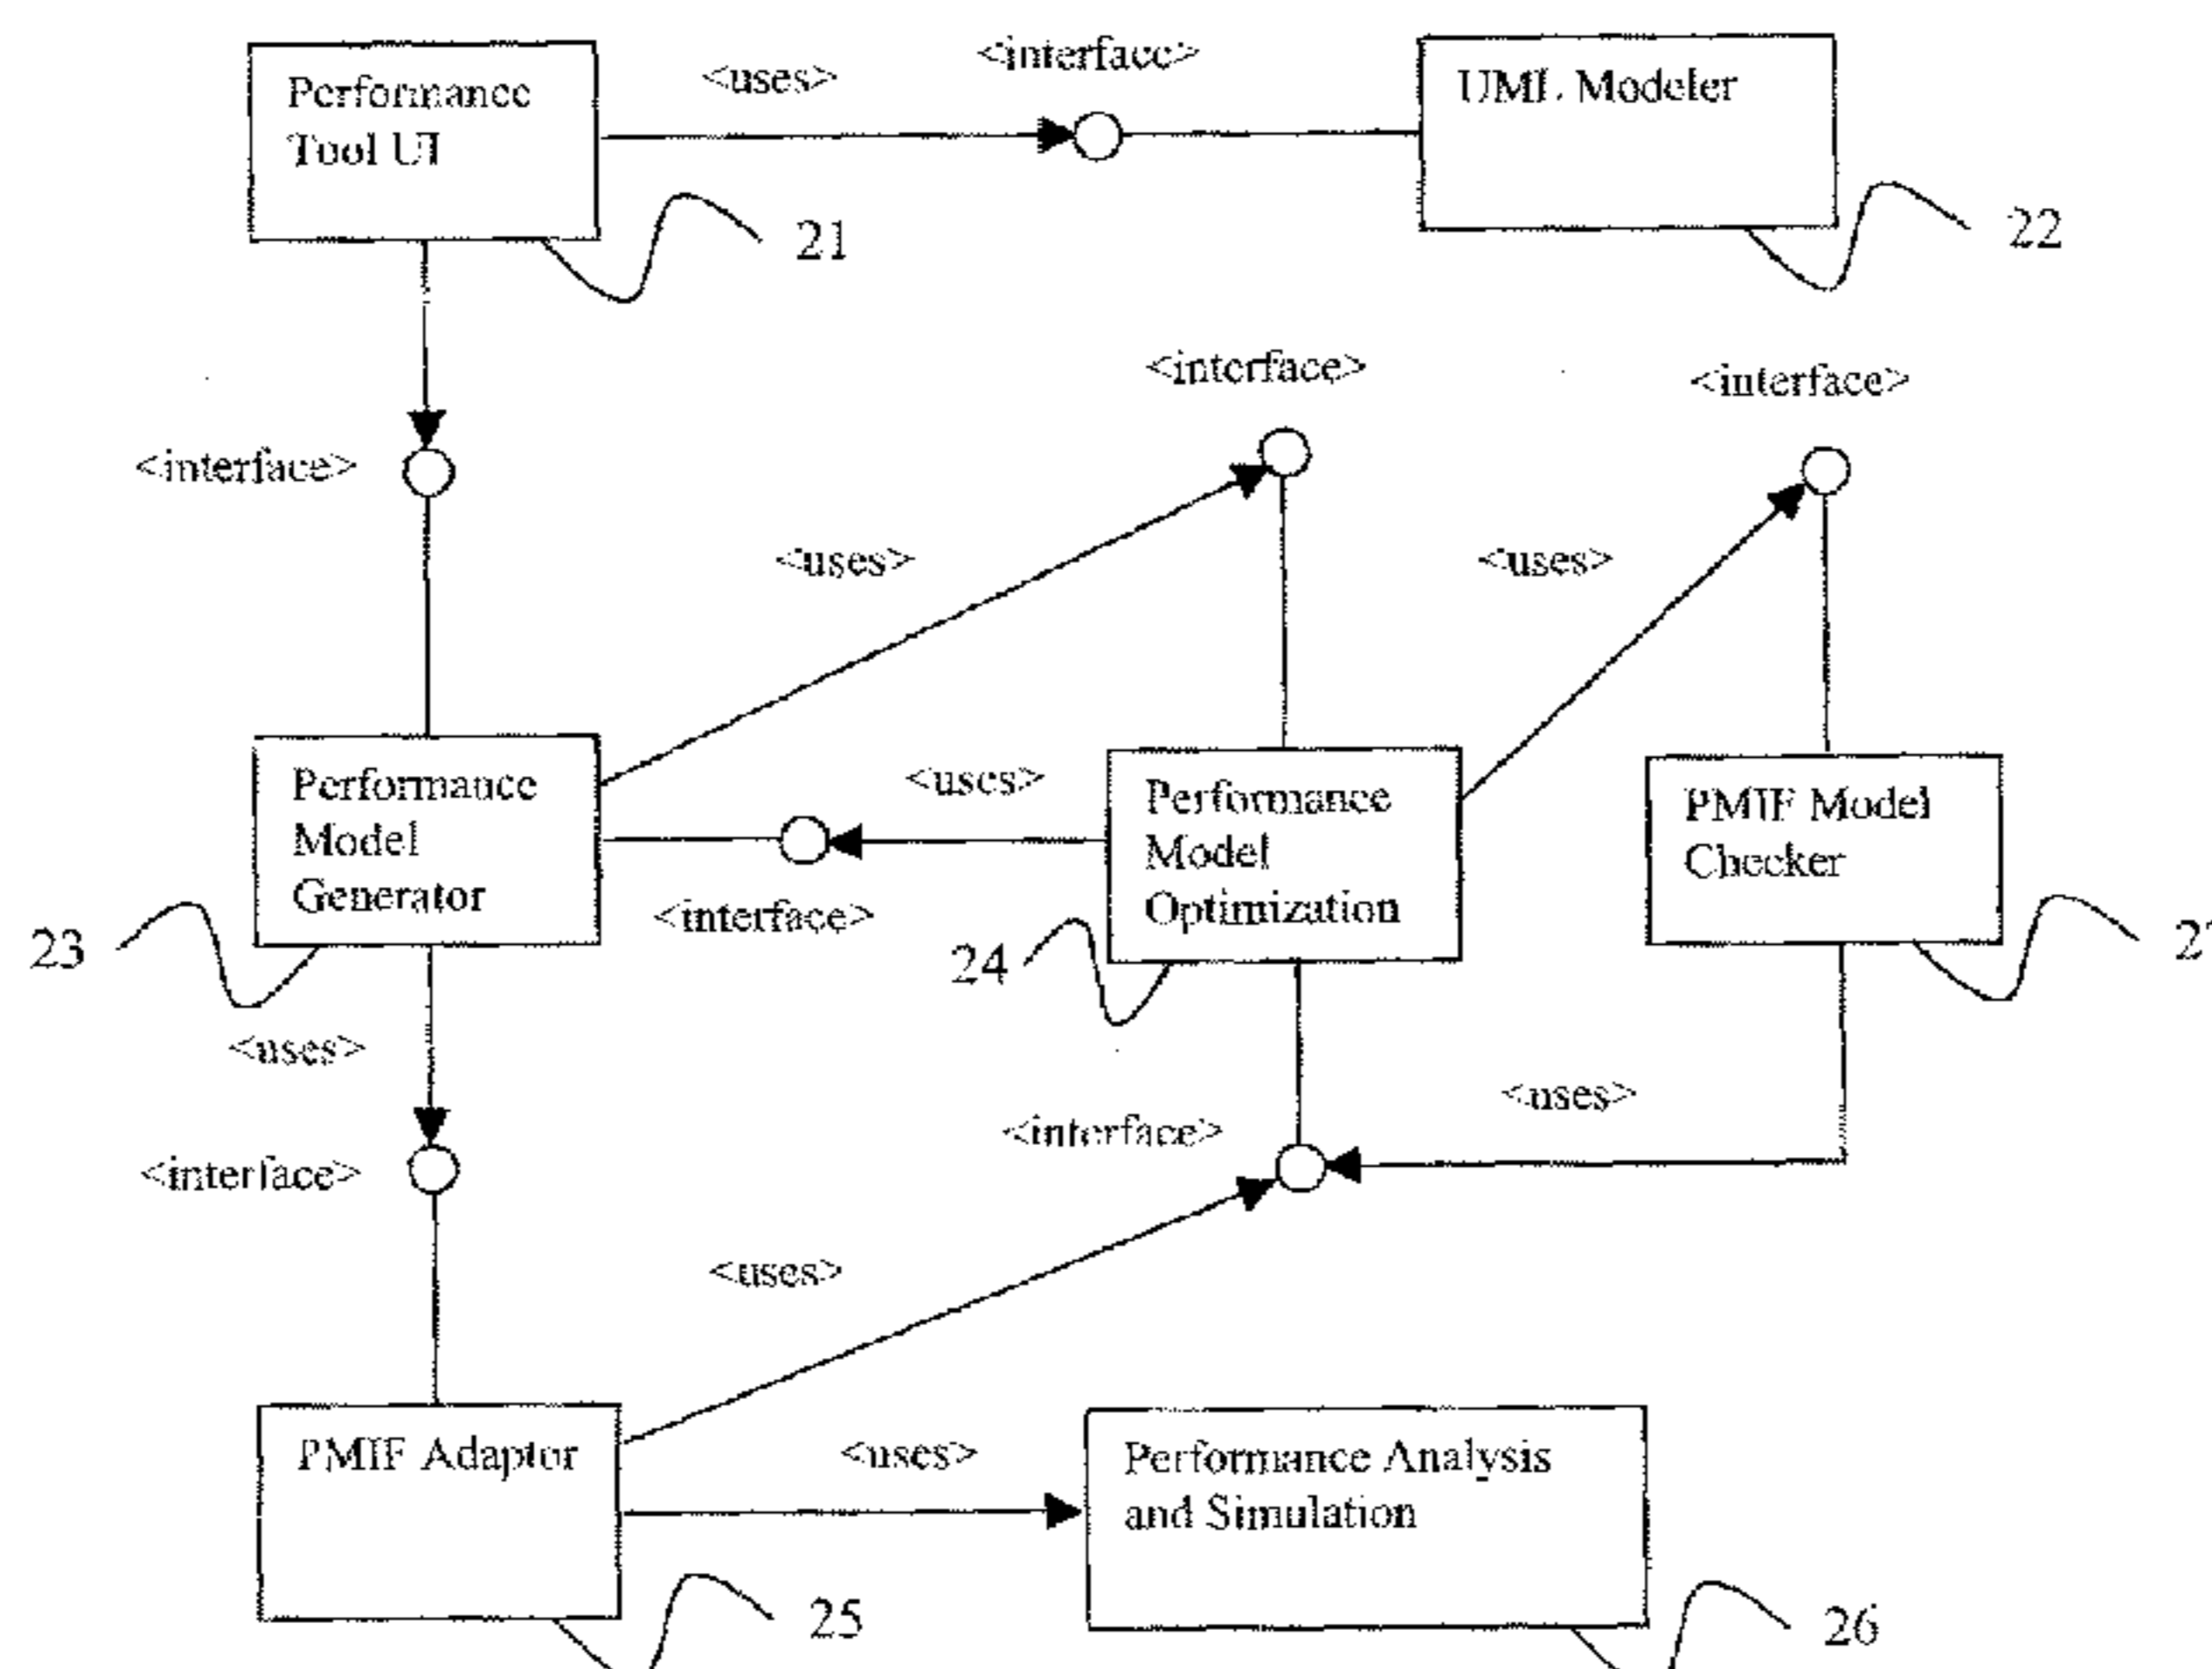 <uses>
<interface>
Performance
Tool UI
UML Modeler
21
22
<interface>
<interface>
<interface>
<uses>
<uses>
Performance
Model
Generator
<uses>
<interface>
Performance
Model
Optimization
PMIF Model
Checker
23
24
<uses>
<interface>
<interface>
<uses>
<uses>
PMIF Adaptor
<uses>
Performance Analysis
and Simulation
25
26